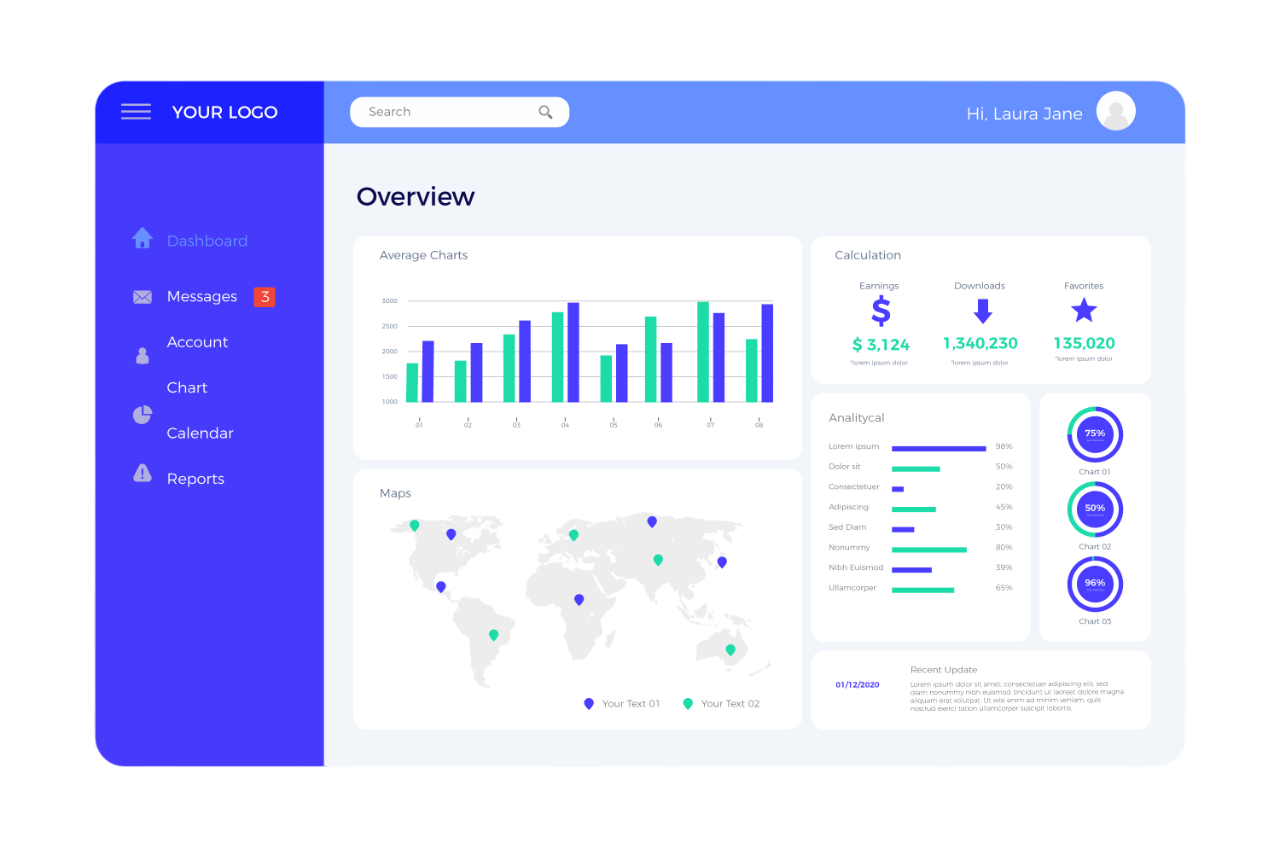 YOUR LOGO
Search
Hi, Laura Jane
Dashboard
Messages 3
Account
Chart
Calendar
Reports
Overview
Average Charts
3000
2500
2000
1500
1000
01 02 03 04 05 06 07 08
Maps
Your Text 01 Your Text 02
Calculation
Earnings Downloads Favorites
$
$ 3,124 1,340,230 135,020
*lorem ipsum dolor *lorem ipsum dolor *lorem ipsum dolor
Analitycal
Lorem ipsum 98%
Dolor sit 50%
Consectetuer 20%
Adipiscing 45%
Sed Diam 30%
Nonummy 80%
Nibh Euismod 39%
Ullamcorper 65%
75%
Chart 01
50%
Chart 02
96%
Chart 03
01/12/2020
Recent Update
Lorem ipsum dolor sit amet, consectetuer adipiscing elit, sed
diam nonummy nibh euismod tincidunt ut laoreet dolore magna
aliquam erat volutpat. Ut wisi enim ad minim veniam, quis
nostrud exerci tation ullamcorper suscipit lobortis.